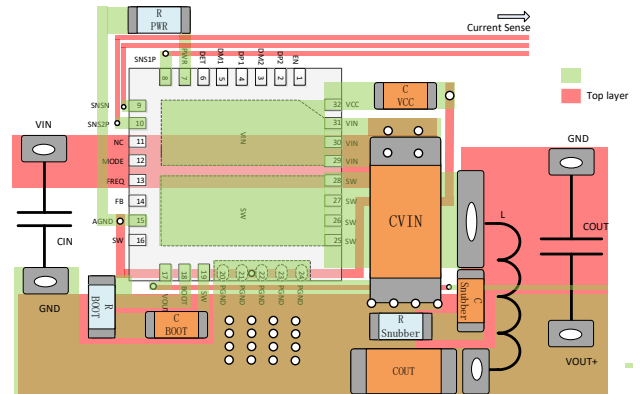 R
PWR
Current Sense
SNS1P
PWR
DET
DM1
DP1
DM2
DP2
EN
8
7
6
5
4
3
2
1
Top layer
C
VCC
SNSN
9
SNS2P
10
NC
11
MODE
12
FREQ
13
FB
14
AGND
15
SW
16
32
VCC
31
VIN
30
VIN
29
VIN
28
SW
27
SW
26
SW
25
SW
VIN
SW
VIN
CIN
GND
CVIN
GND
L
COUT
VOUT+
17
18
19
20
21
22
23
24
VOUT
BOOT
SW
PGND
PGND
PGND
PGND
PGND
R
BOOT
C
BOOT
R
Snubber
C
Snubber
COUT